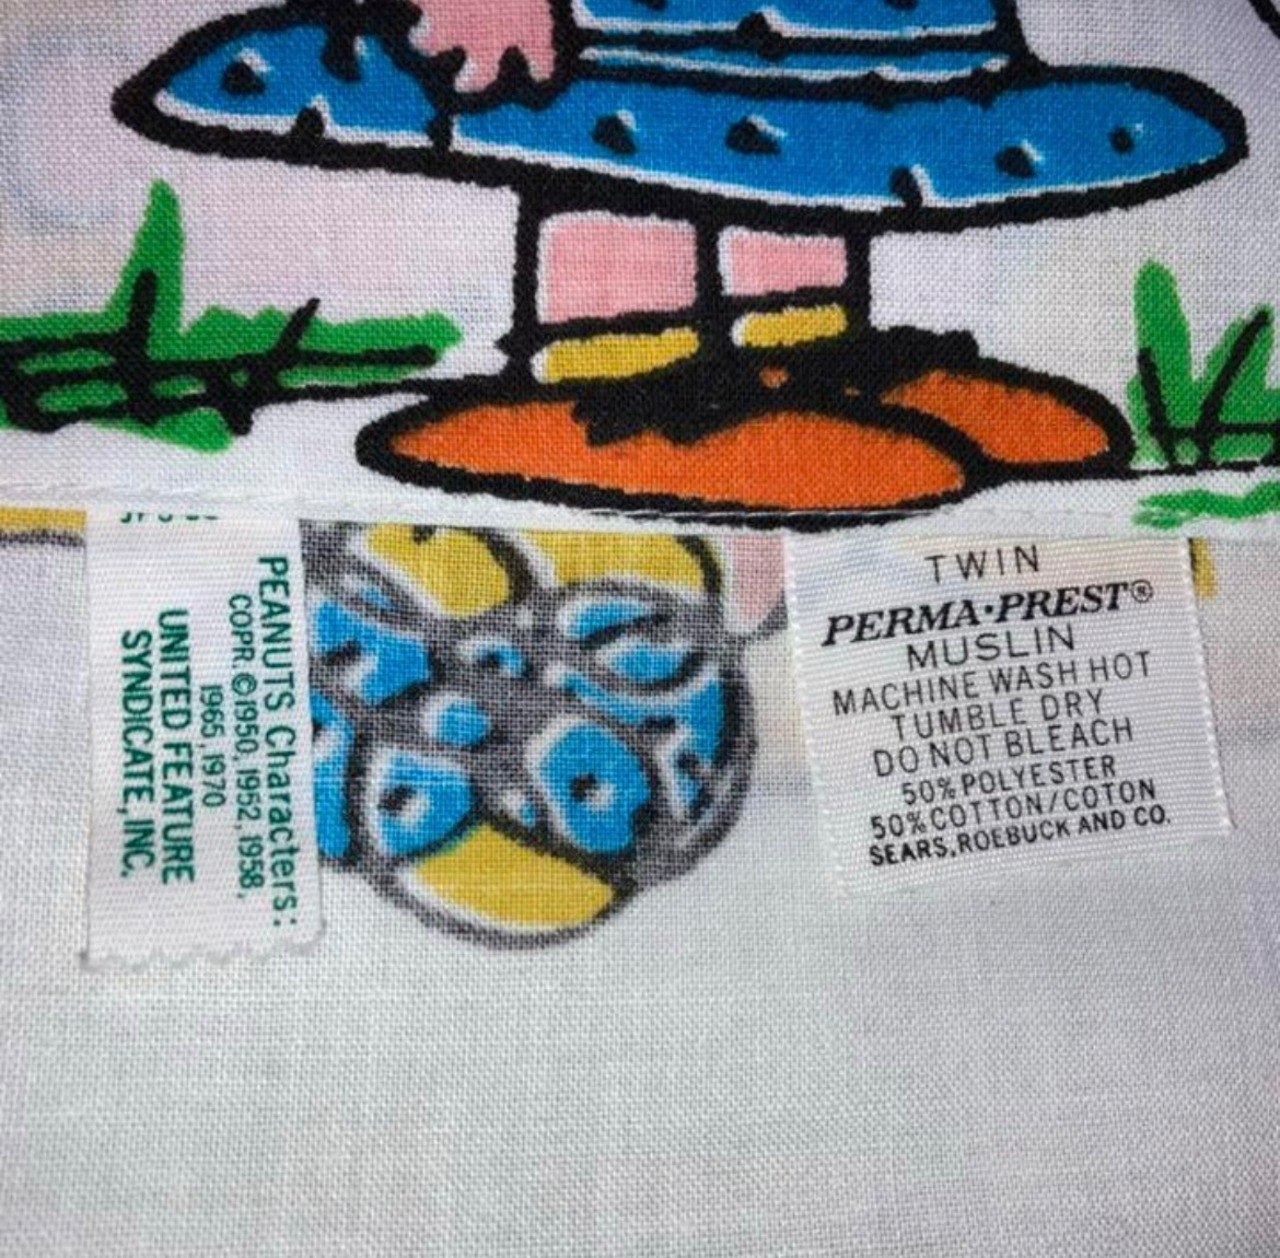 PEANUTS Characters:
COPR.©1950, 1952, 1958,
1965, 1970
UNITED FEATURE
SYNDICATE, INC.
TWIN
PERMA·PREST®
MUSLIN
MACHINE WASH HOT
TUMBLE DRY
DO NOT BLEACH
50% POLYESTER
50% COTTON/COTON
SEARS, ROEBUCK AND CO.